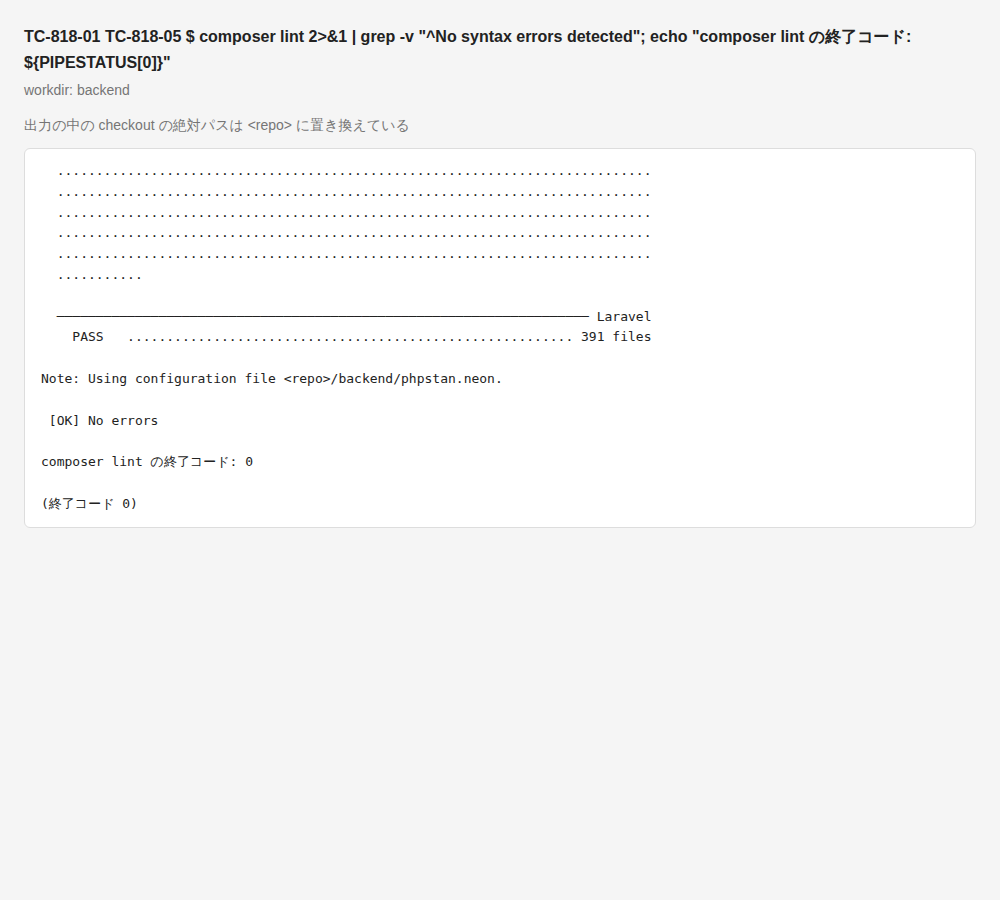 TC-818-01 TC-818-05 $ composer lint 2>&1 | grep -v "^No syntax errors detected"; echo "composer lint の終了コード:
${PIPESTATUS[0]}"
workdir: backend
出力の中の checkout の絶対パスは <repo> に置き換えている
............................................................................
............................................................................
............................................................................
............................................................................
............................................................................
...........
──────────────────────────────────────────────────────────────────── Laravel
PASS ......................................................... 391 files
Note: Using configuration file <repo>/backend/phpstan.neon.
[OK] No errors
composer lint の終了コード: 0
(終了コード 0)